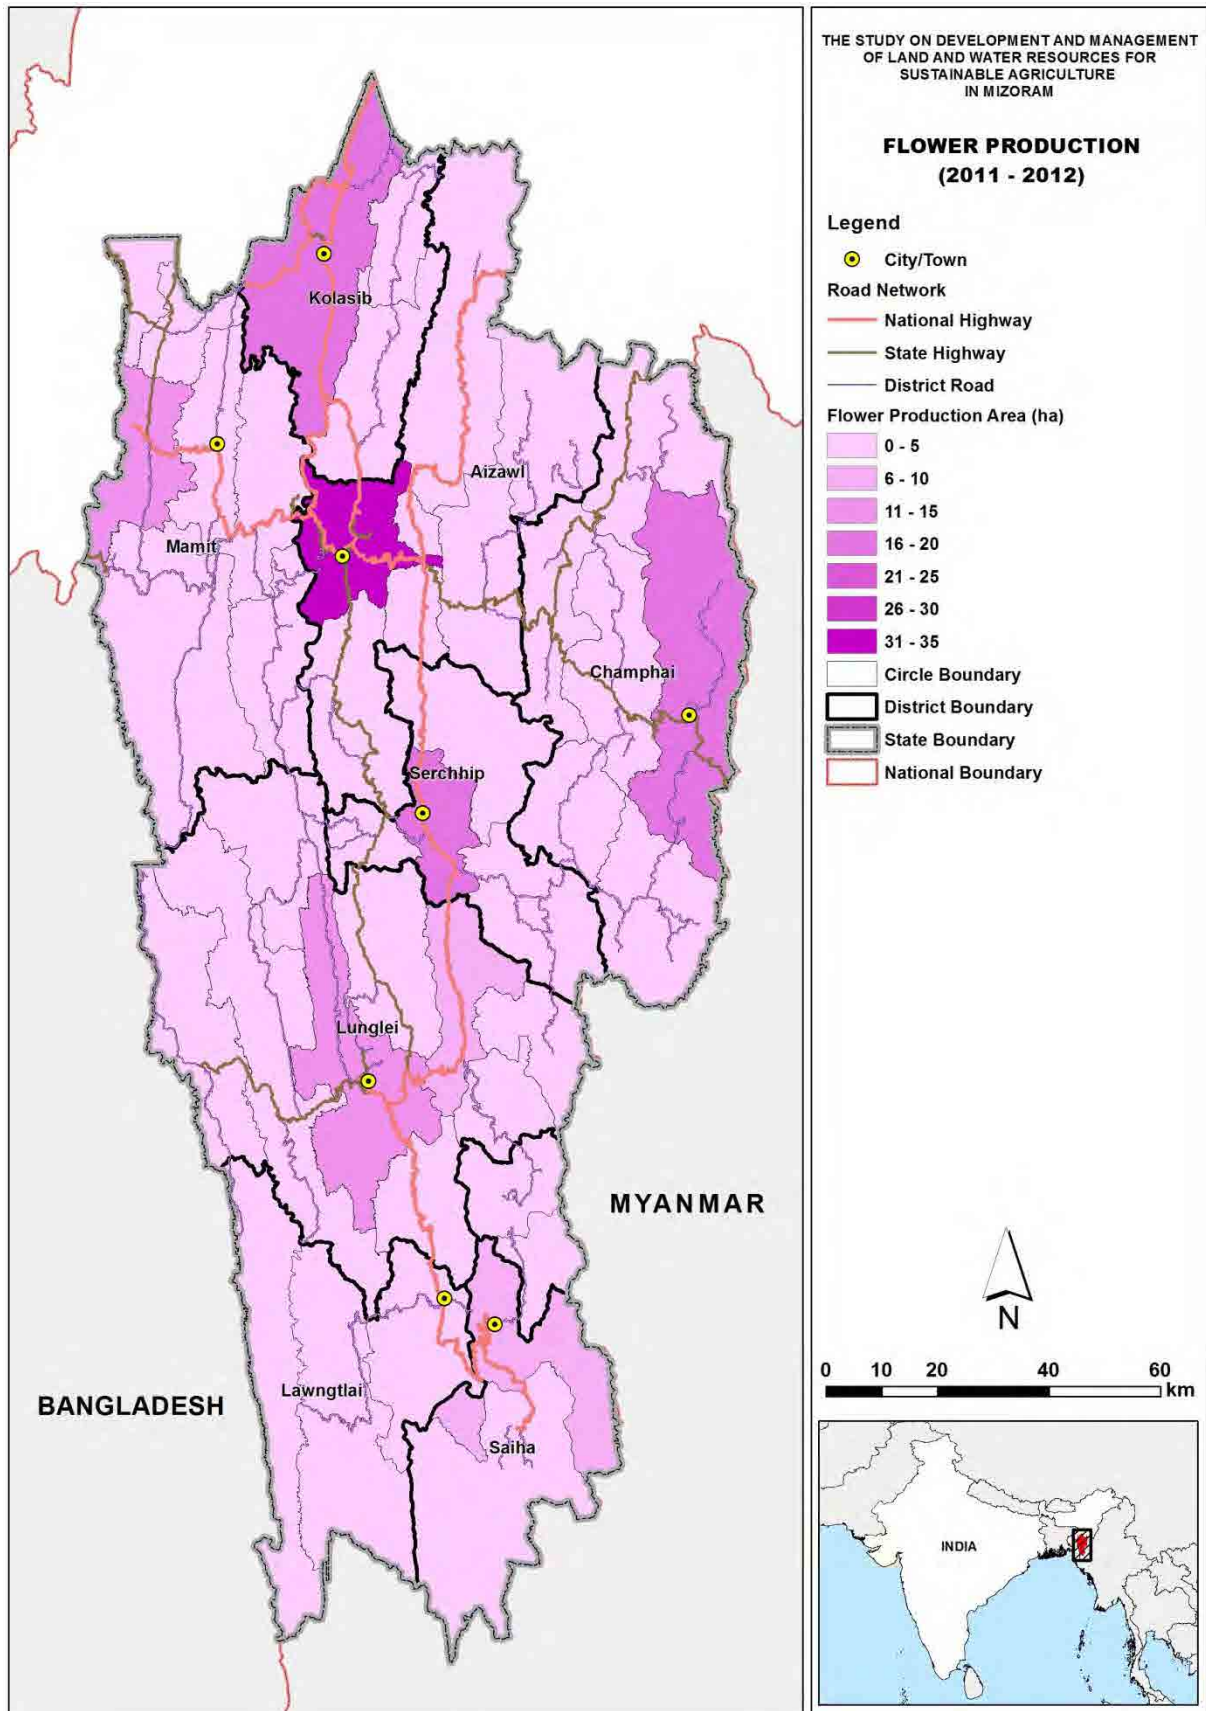 THE STUDY ON DEVELOPMENT AND MANAGEMENT
OF LAND AND WATER RESOURCES FOR
SUSTAINABLE AGRICULTURE
IN MIZORAM
FLOWER PRODUCTION
(2011 - 2012)
Legend
City/Town
Road Network
National Highway
State Highway
District Road
Flower Production Area (ha)
0 - 5
6 - 10
11 - 15
16 - 20
21 - 25
26 - 30
31 - 35
Circle Boundary
District Boundary
State Boundary
National Boundary
Kolasib
Aizawl
Mamit
Champhai
Serchhip
Lunglei
MYANMAR
Lawngtlai
BANGLADESH
Saiha
N
0 10 20 40 60
km
INDIA